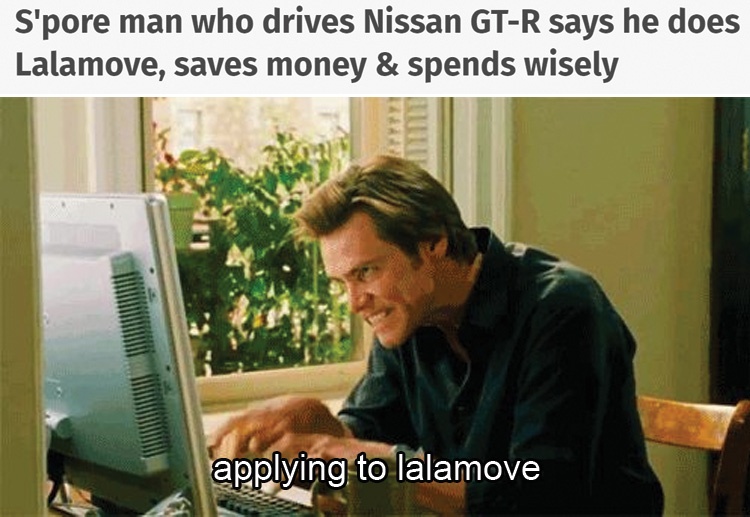 S'pore man who drives Nissan GT-R says he does
Lalamove, saves money & spends wisely
applying to lalamove